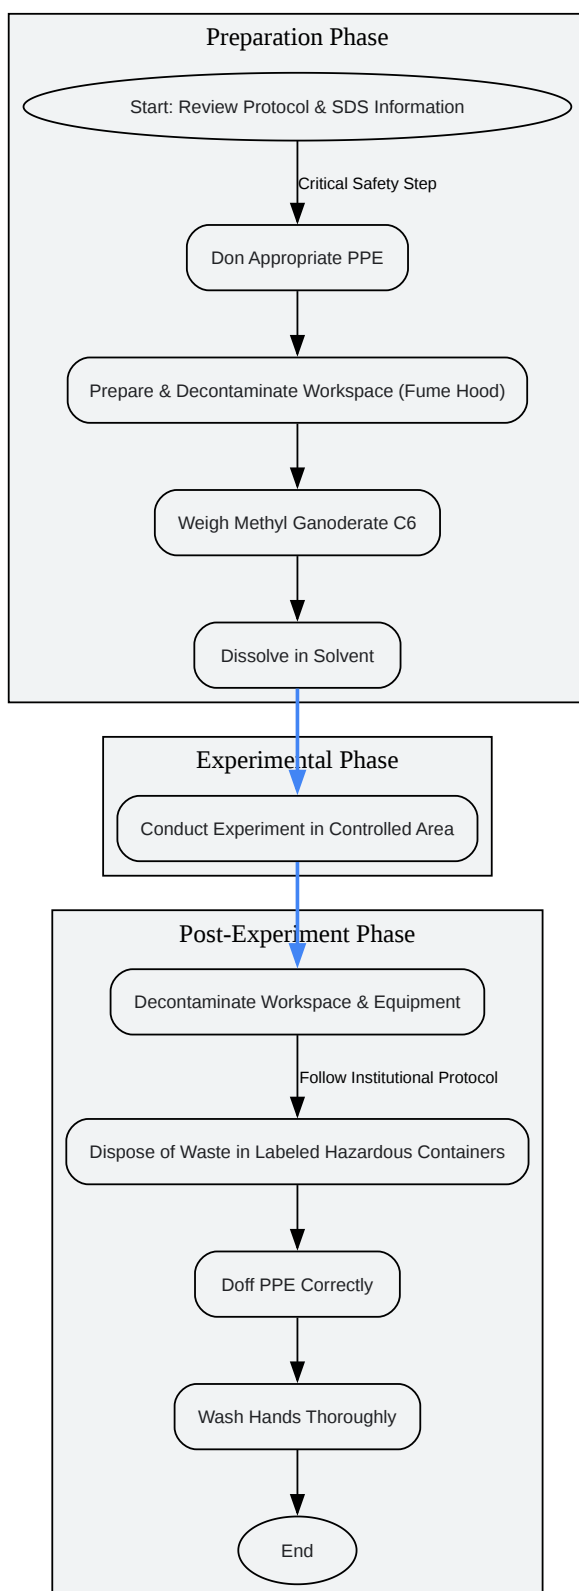 Preparation Phase
Start: Review Protocol & SDS Information
Critical Safety Step
Don Appropriate PPE
Prepare & Decontaminate Workspace (Fume Hood)
Weigh Methyl Ganoderate C6
Dissolve in Solvent
Experimental Phase
Conduct Experiment in Controlled Area
Post-Experiment Phase
Decontaminate Workspace & Equipment
Follow Institutional Protocol
Dispose of Waste in Labeled Hazardous Containers
Doff PPE Correctly
Wash Hands Thoroughly
End